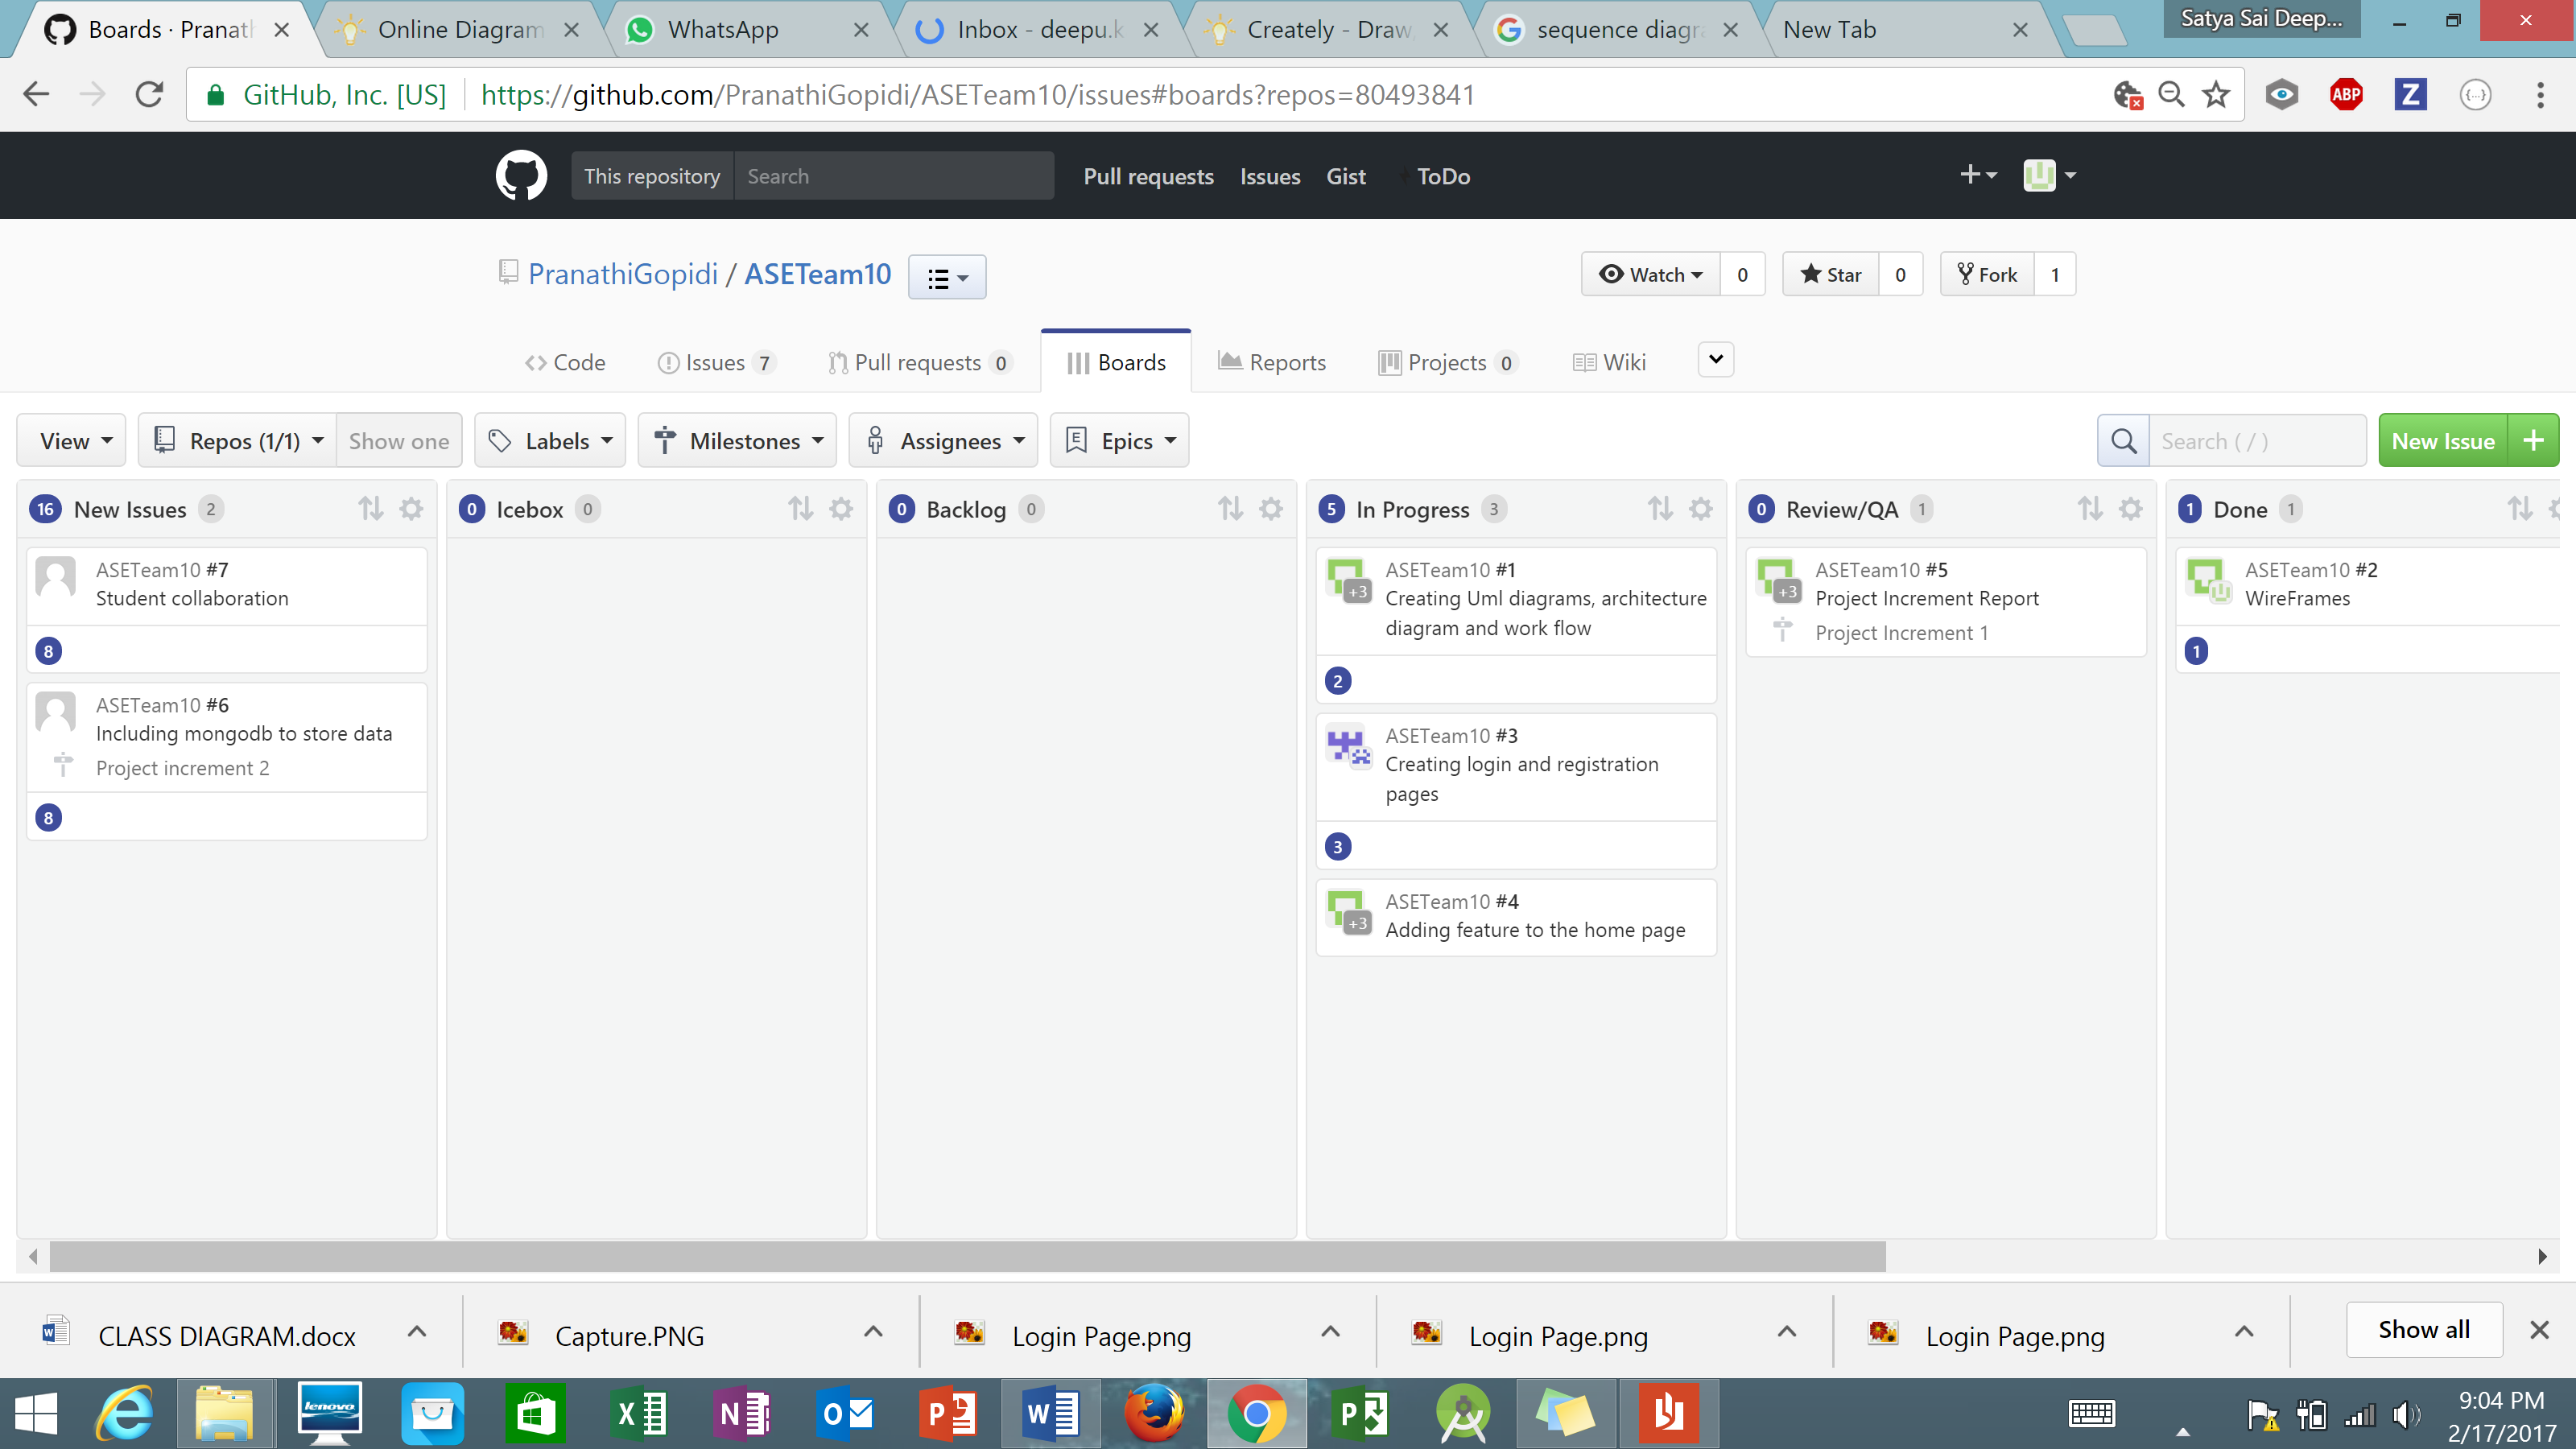 Boards · Pranath
Online Diagram
WhatsApp
Inbox - deepu.k
Creately - Draw
sequence diagra
New Tab
Satya Sai Deep...
GitHub, Inc. [US]
https://github.com/PranathiGopidi/ASETeam10/issues#boards?repos=80493841
ABP
Z
{...}
This repository
Search
Pull requests
Issues
Gist
ToDo
PranathiGopidi / ASETeam10
Watch 0
Star 0
Fork 1
Code
Issues 7
Pull requests 0
Boards
Reports
Projects 0
Wiki
View
Repos (1/1)
Show one
Labels
Milestones
Assignees
E Epics
Search ( / )
New Issue +
16 New Issues 2
ASETeam10 #7
Student collaboration
8
ASETeam10 #6
Including mongodb to store data
Project increment 2
8
0 Icebox 0
0 Backlog 0
5 In Progress 3
+3
ASETeam10 #1
Creating Uml diagrams, architecture
diagram and work flow
2
ASETeam10 #3
Creating login and registration
pages
3
+3
ASETeam10 #4
Adding feature to the home page
0 Review/QA 1
+3
ASETeam10 #5
Project Increment Report
Project Increment 1
1 Done 1
ASETeam10 #2
WireFrames
1
CLASS DIAGRAM.docx
Capture.PNG
Login Page.png
Login Page.png
Login Page.png
Show all
lenovo
9:04 PM
2/17/2017